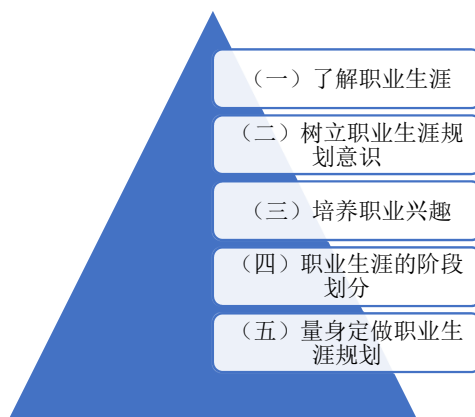 （一）了解职业生涯
（二）树立职业生涯规
划意识
（三）培养职业兴趣
（四）职业生涯的阶段
划分
（五）量身定做职业生
涯规划